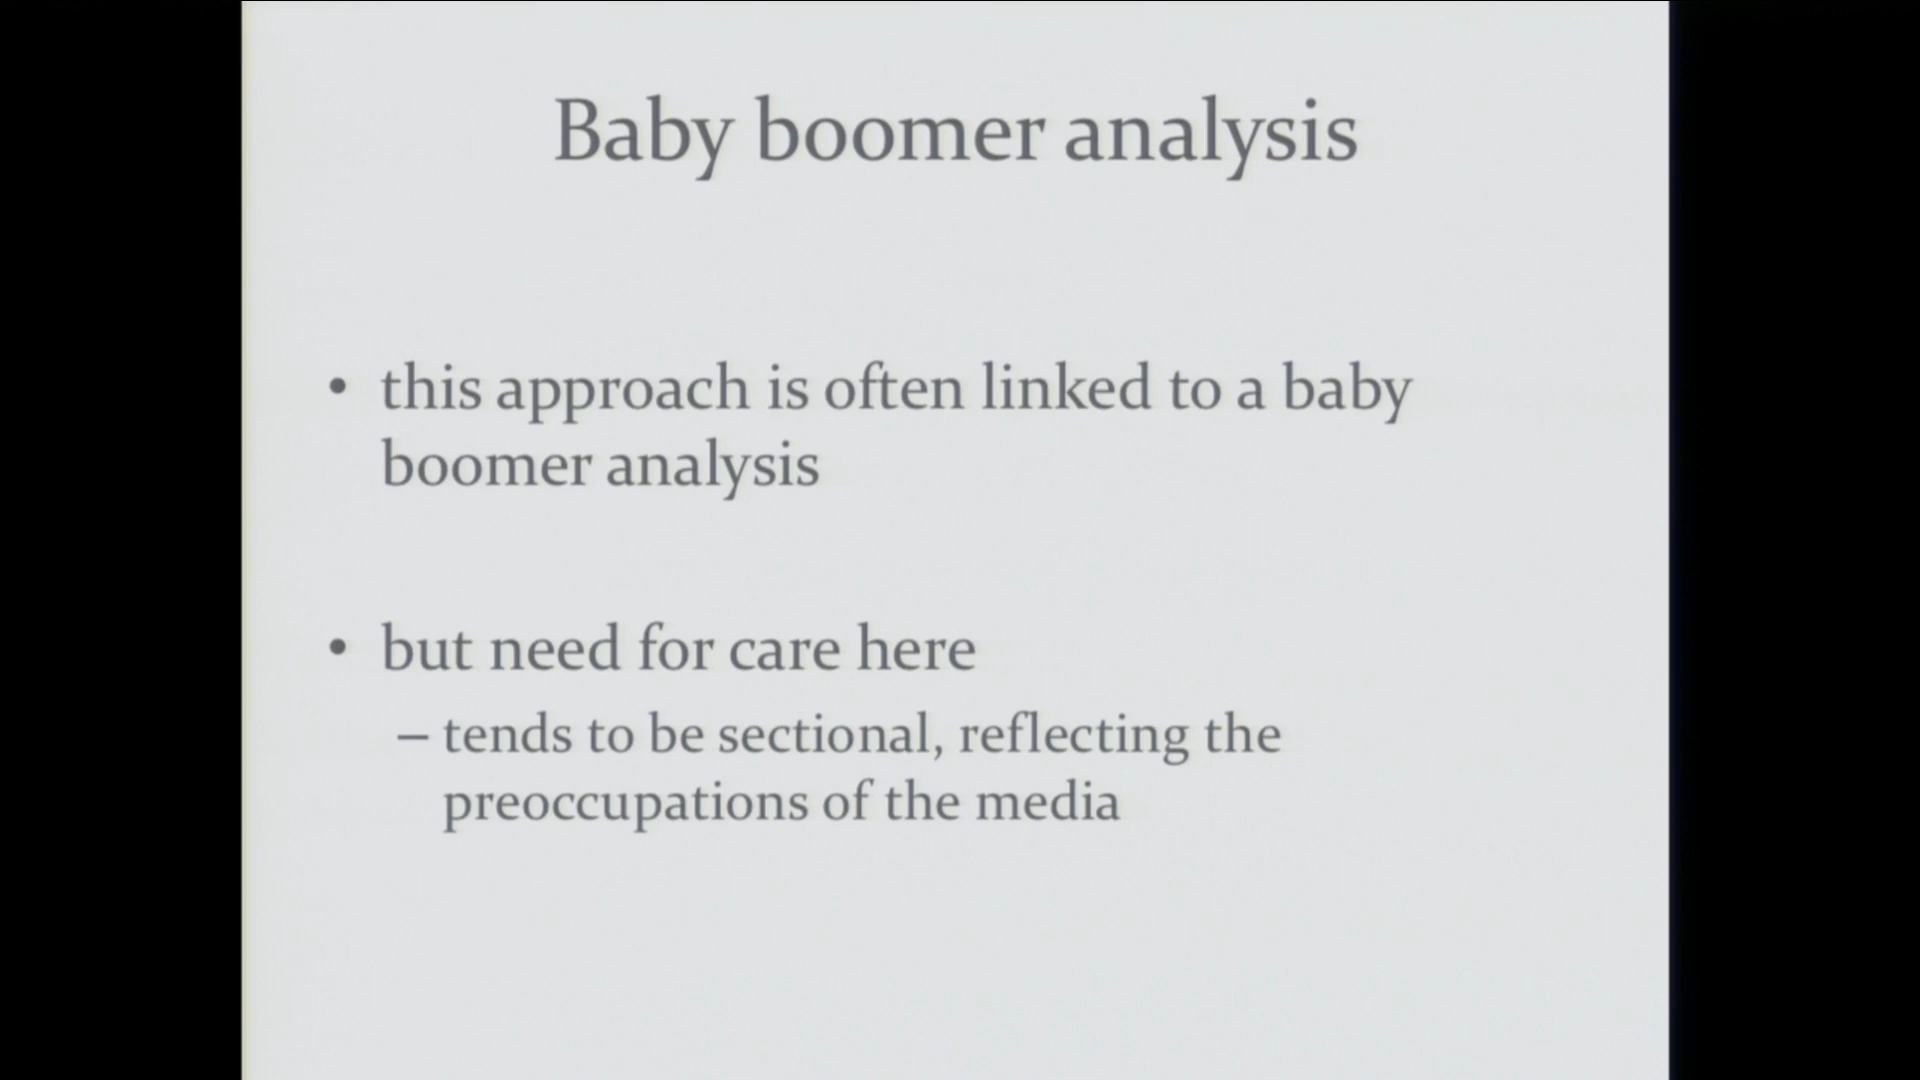 Baby boomer analysis
• this approach is often linked to a baby
boomer analysis
• but need for care here
– tends to be sectional, reflecting the
preoccupations of the media